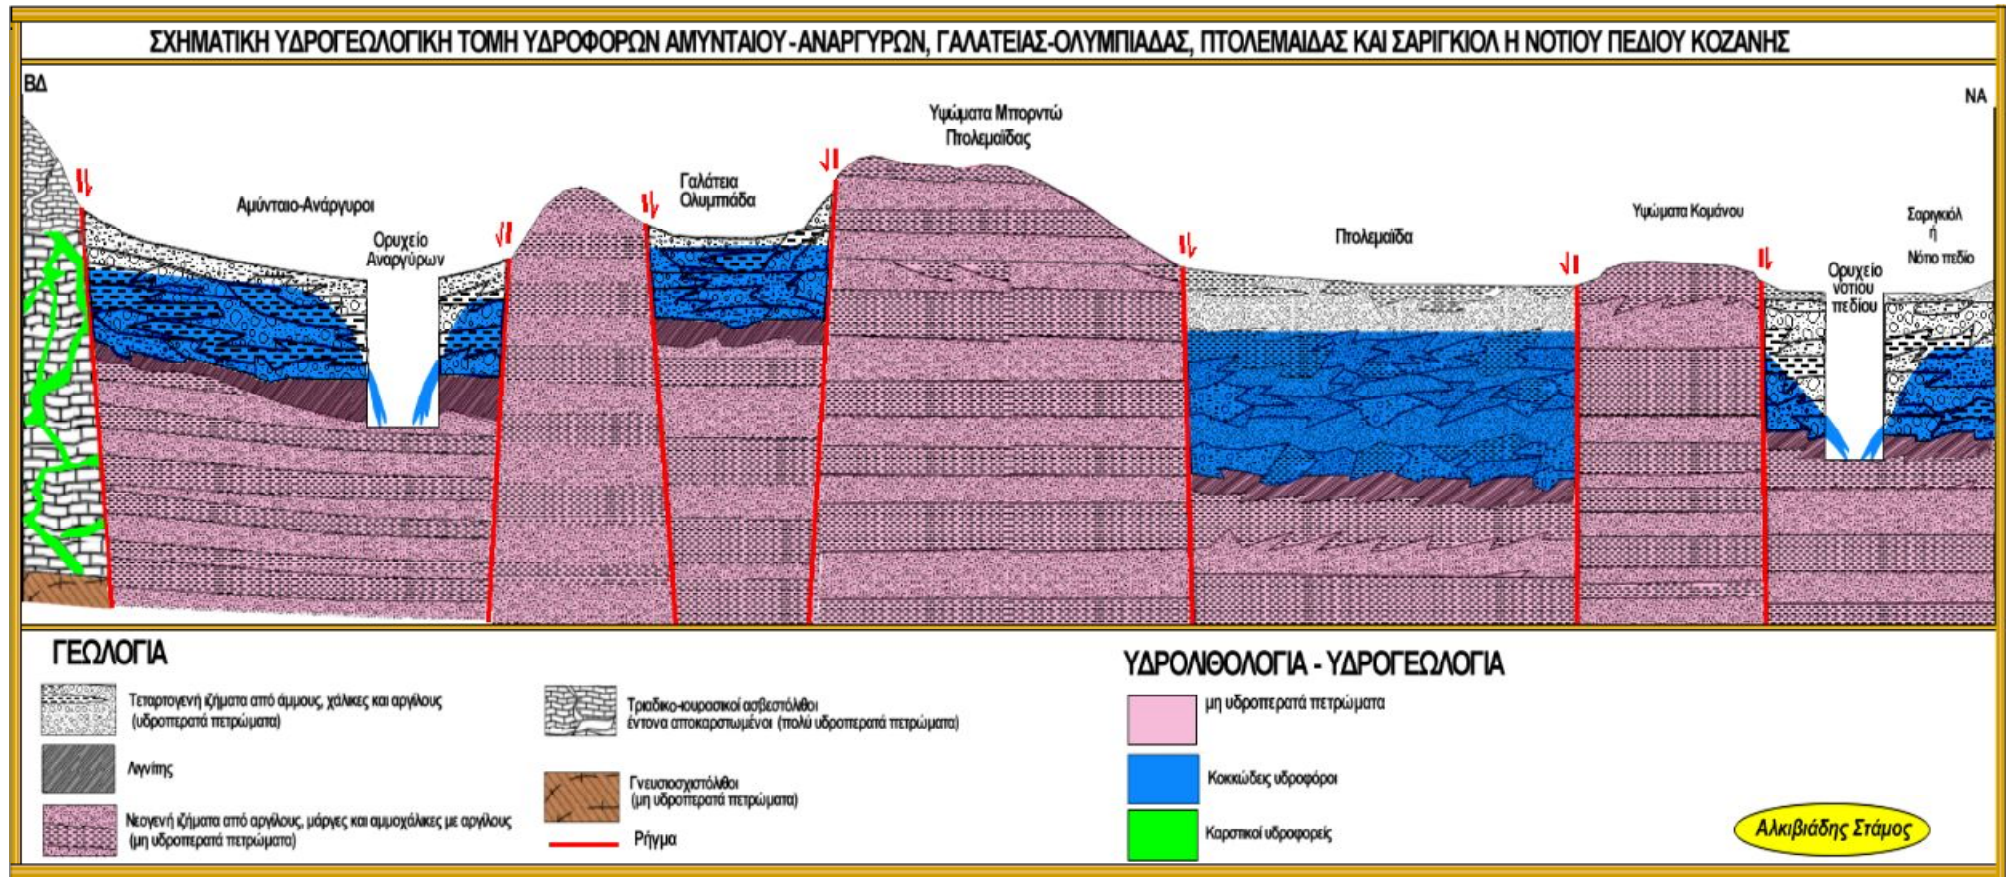 ΣΧΗΜΑΤΙΚΗ ΥΔΡΟΓΕΩΛΟΓΙΚΗ ΤΟΜΗ ΥΔΡΟΦΟΡΩΝ ΑΜΥΝΤΑΙΟΥ-ΑΝΑΡΓΥΡΩΝ, ΓΑΛΑΤΕΙΑΣ-ΟΛΥΜΠΙΑΔΑΣ, ΠΤΟΛΕΜΑΙΔΑΣ ΚΑΙ ΣΑΡΙΓΚΙΟΛ Η ΝΟΤΙΟΥ ΠΕΔΙΟΥ ΚΟΖΑΝΗΣ
ΒΔ
ΝΑ
Αμύνταιο-Ανάργυροι
Ορυχείο
Αναργύρων
Γαλάτεια
Ολυμπιάδα
Υψώματα Μπορντώ
Πτολεμαϊδας
Πτολεμαϊδα
Υψώματα Κομάνου
Ορυχείο
νοτίου
πεδίου
Σαριγκιόλ
ή
Νότιο πεδίο
ΓΕΩΛΟΓΙΑ
Τεταρτογενή ιζήματα από άμμους, χάλικες και αργίλους
(υδροπερατά πετρώματα)
Λιγνίτης
Νεογενή ιζήματα από αργίλους, μάργες και αμμοχάλικες με αργίλους
(μη υδροπερατά πετρώματα)
Τριαδικο-ιουρασικοί ασβεστόλιθοι
έντονα αποκαρστωμένοι (πολύ υδροπερατά πετρώματα)
Γνευσιοσχιστόλιθοι
(μη υδροπερατά πετρώματα)
Ρήγμα
ΥΔΡΟΛΙΘΟΛΟΓΙΑ - ΥΔΡΟΓΕΩΛΟΓΙΑ
μη υδροπερατά πετρώματα
Κοκκώδεις υδροφόροι
Καρστικοί υδροφορείς
Αλκιβιάδης Στάμος